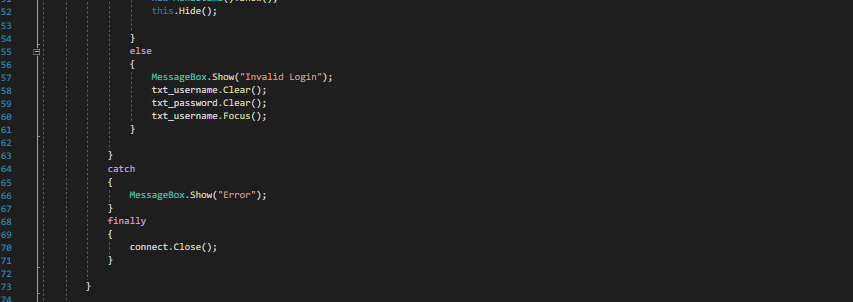 51
52 this.Hide();
53
54 }
55 else
56 {
57 MessageBox.Show("Invalid Login");
58 txt_username.Clear();
59 txt_password.Clear();
60 txt_username.Focus();
61 }
62
63 }
64 catch
65 {
66 MessageBox.Show("Error");
67 }
68 finally
69 {
70 connect.Close();
71 }
72
73 }
74